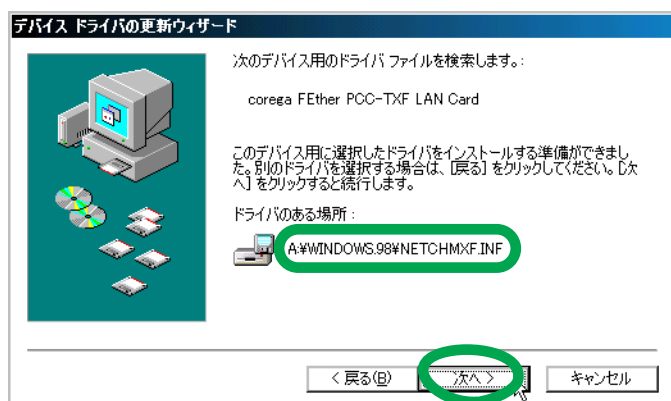 デバイス ドライバの更新ウィザード
次のデバイス用のドライバ ファイルを検索します。:
corega FEther PCC-TXF LAN Card
このデバイス用に選択したドライバをインストールする準備ができまし
た。別のドライバを選択する場合は、[戻る] をクリックしてください。[次
へ] をクリックすると続行します。
ドライバのある場所:
A:¥WINDOWS.98¥NETCHMXF.INF
< 戻る(B)
次へ >
キャンセル